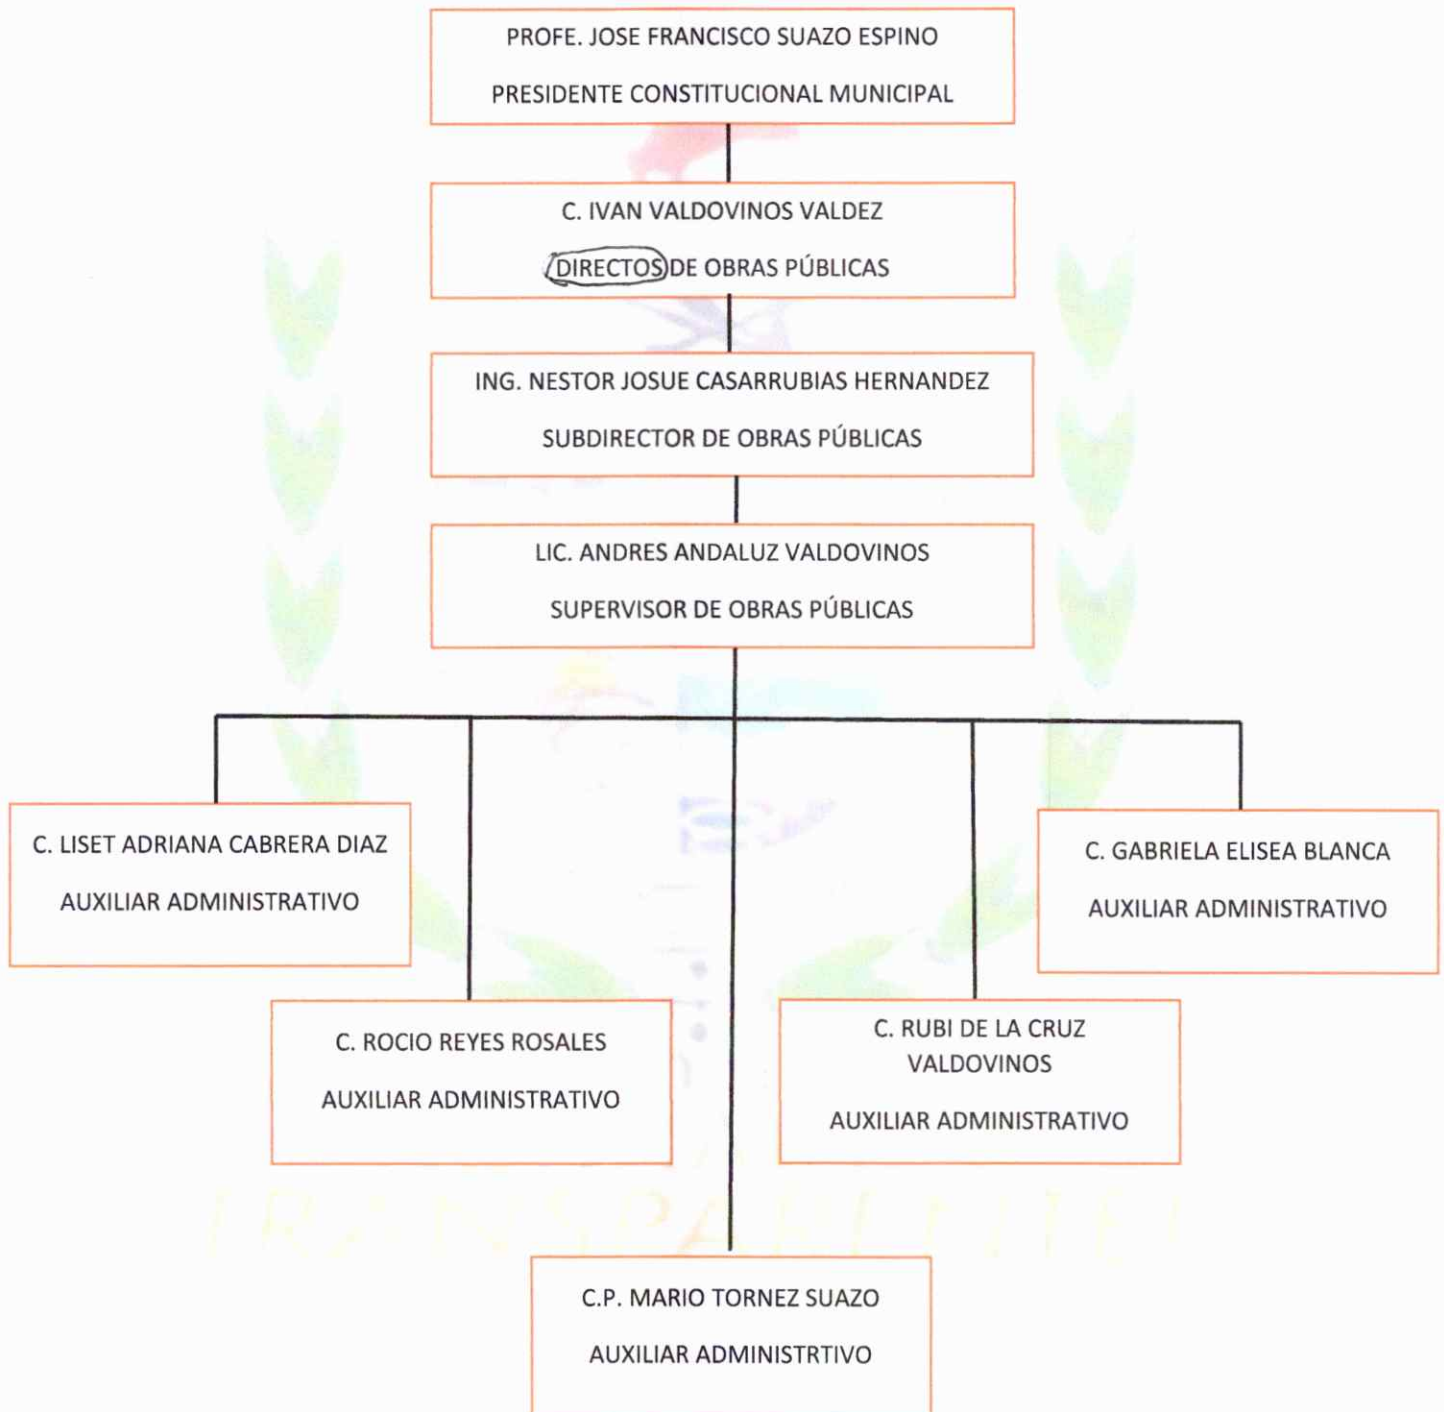 PROFE. JOSE FRANCISCO SUAZO ESPINO
PRESIDENTE CONSTITUCIONAL MUNICIPAL
C. IVAN VALDOVINOS VALDEZ
DIRECTOS DE OBRAS PÚBLICAS
ING. NESTOR JOSUE CASARRUBIAS HERNANDEZ
SUBDIRECTOR DE OBRAS PÚBLICAS
LIC. ANDRES ANDALUZ VALDOVINOS
SUPERVISOR DE OBRAS PÚBLICAS
C. LISET ADRIANA CABRERA DIAZ
AUXILIAR ADMINISTRATIVO
C. GABRIELA ELISEA BLANCA
AUXILIAR ADMINISTRATIVO
C. ROCIO REYES ROSALES
AUXILIAR ADMINISTRATIVO
C. RUBI DE LA CRUZ
VALDOVINOS
AUXILIAR ADMINISTRATIVO
C.P. MARIO TORNEZ SUAZO
AUXILIAR ADMINISTRTIVO